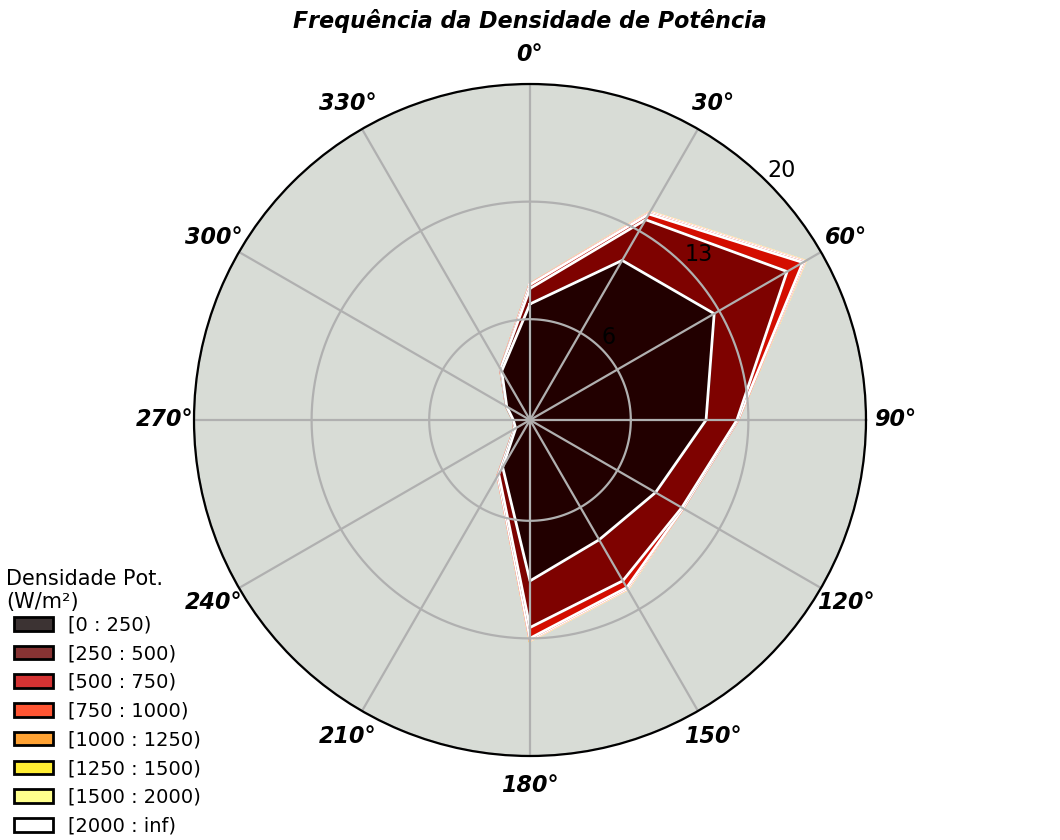 Frequência da Densidade de Potência
0°
330°
30°
20
300°
60°
13
6
270°
90°
240°
120°
210°
150°
180°
Densidade Pot.
(W/m²)
[0 : 250)
[250 : 500)
[500 : 750)
[750 : 1000)
[1000 : 1250)
[1250 : 1500)
[1500 : 2000)
[2000 : inf)